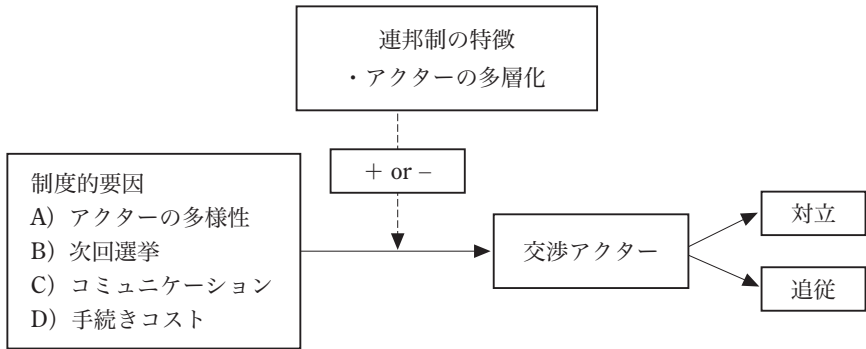 連邦制の特徴
・アクターの多層化
+ or –
制度的要因
A）アクターの多様性
B）次回選挙
C）コミュニケーション
D）手続きコスト
交渉アクター
対立
追従